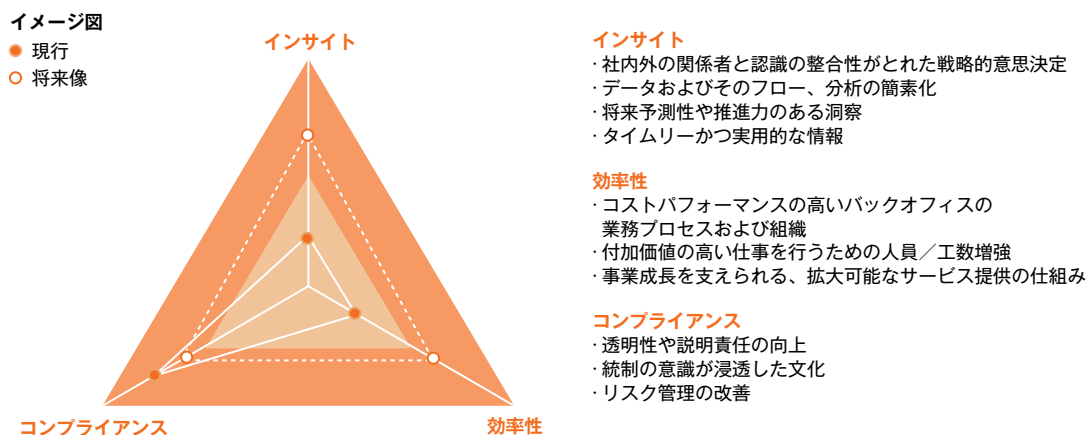 イメージ図
現行
将来像
インサイト
コンプライアンス
効率性
インサイト
· 社内外の関係者と認識の整合性がとれた戦略的意思決定
· データおよびそのフロー、分析の簡素化
· 将来予測性や推進力のある洞察
· タイムリーかつ実用的な情報
効率性
· コストパフォーマンスの高いバックオフィスの
業務プロセスおよび組織
· 付加価値の高い仕事を行うための人員／工数増強
· 事業成長を支えられる、拡大可能なサービス提供の仕組み
コンプライアンス
· 透明性や説明責任の向上
· 統制の意識が浸透した文化
· リスク管理の改善